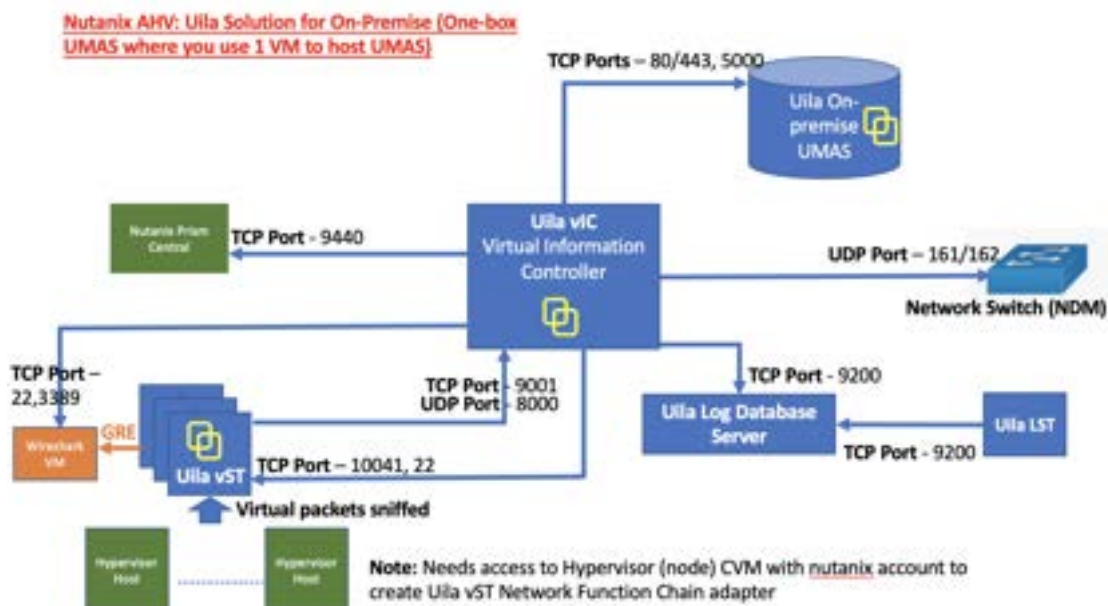 Nutanix AHV: Uila Solution for On-Premise (One-box
UMAS where you use 1 VM to host UMAS)
TCP Ports – 80/443, 5000
Uila On-
premise
UMAS
Nutanix Prism
Central
TCP Port - 9440
Uila vIC
Virtual Information
Controller
UDP Port – 161/162
Network Switch (NDM)
TCP Port –
22,3389
TCP Port - 9001
UDP Port - 8000
TCP Port - 9200
Uila Log Database
Server
Uila LST
TCP Port - 9200
Wireshark
VM
GRE
Uila vST
TCP Port – 10041, 22
Virtual packets sniffed
Hypervisor
Host
Hypervisor
Host
Note: Needs access to Hypervisor (node) CVM with nutanix account to
create Uila vST Network Function Chain adapter